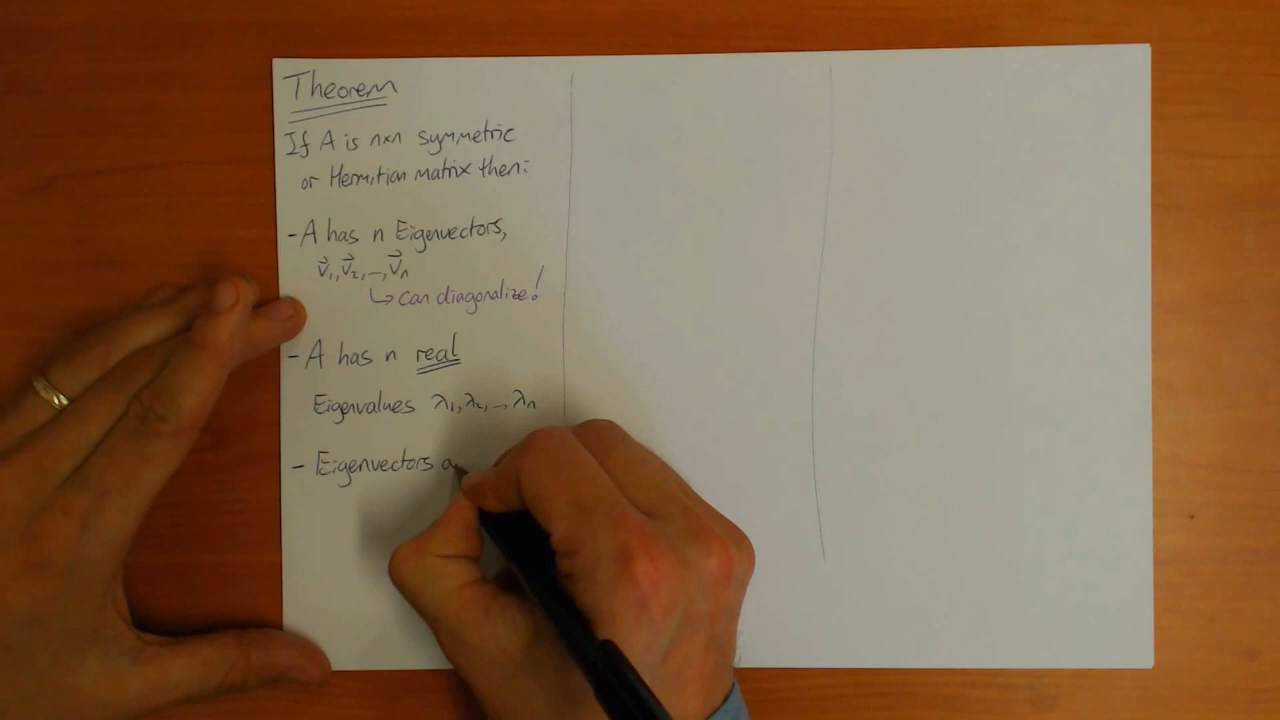 Theorem
If A is n×n symmetric
or Hermitian matrix then:
- A has n Eigenvectors,
v⃗₁, v⃗₂, ..., v⃗ₙ
↳ can diagonalize!
- A has n real
Eigenvalues λ₁, λ₂, ..., λₙ
- Eigenvectors a